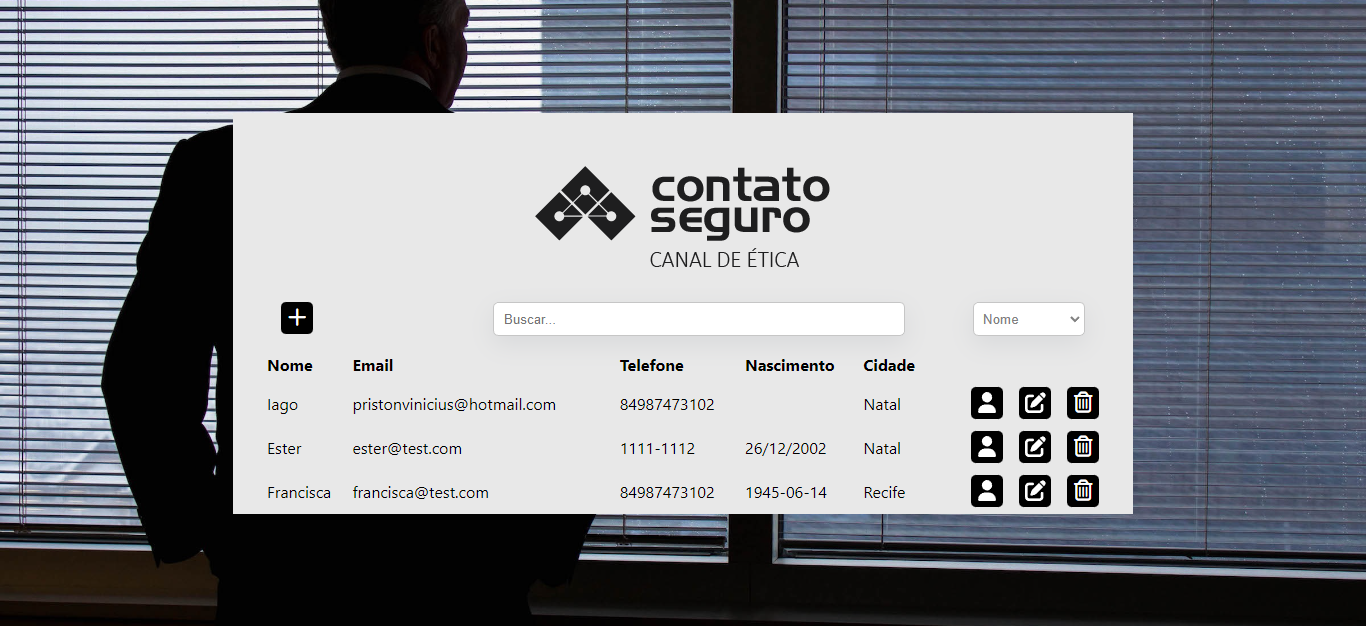 contato
seguro
CANAL DE ÉTICA
Buscar... Nome
Nome Email Telefone Nascimento Cidade
Iago pristonvinicius@hotmail.com 84987473102 Natal
Ester ester@test.com 1111-1112 26/12/2002 Natal
Francisca francisca@test.com 84987473102 1945-06-14 Recife